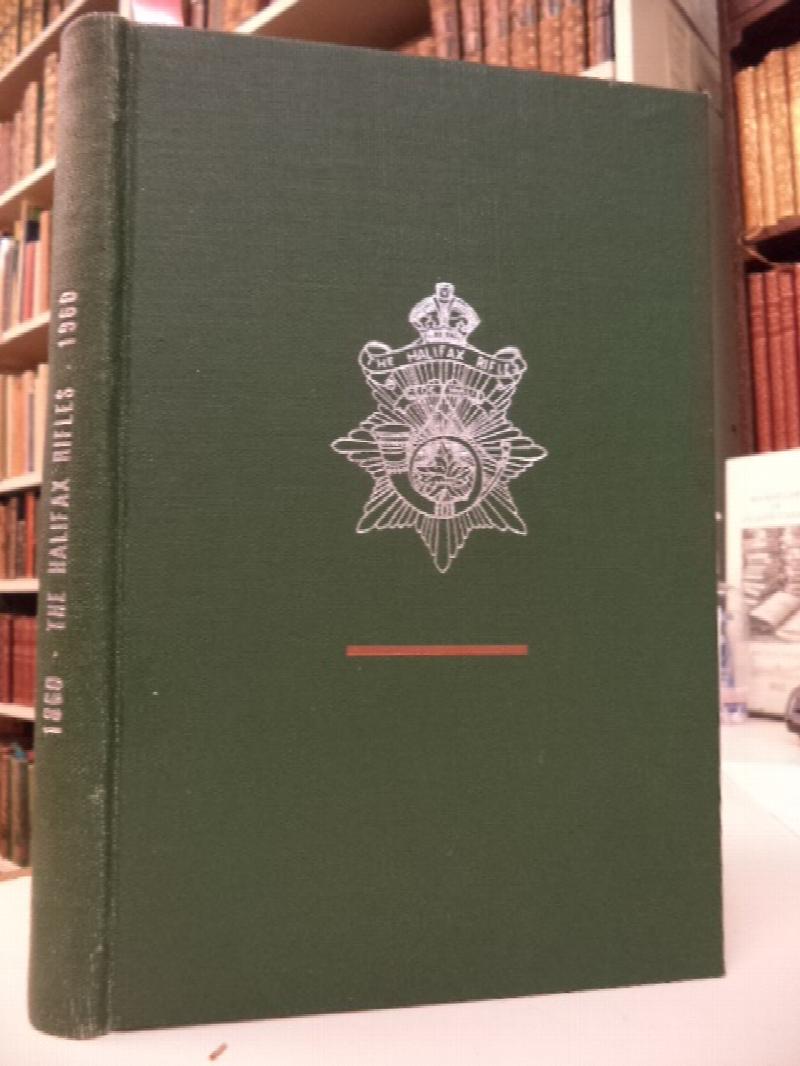 1860 · THE HALIFAX RIFLES · 1960
THE HALIFAX RIFLES